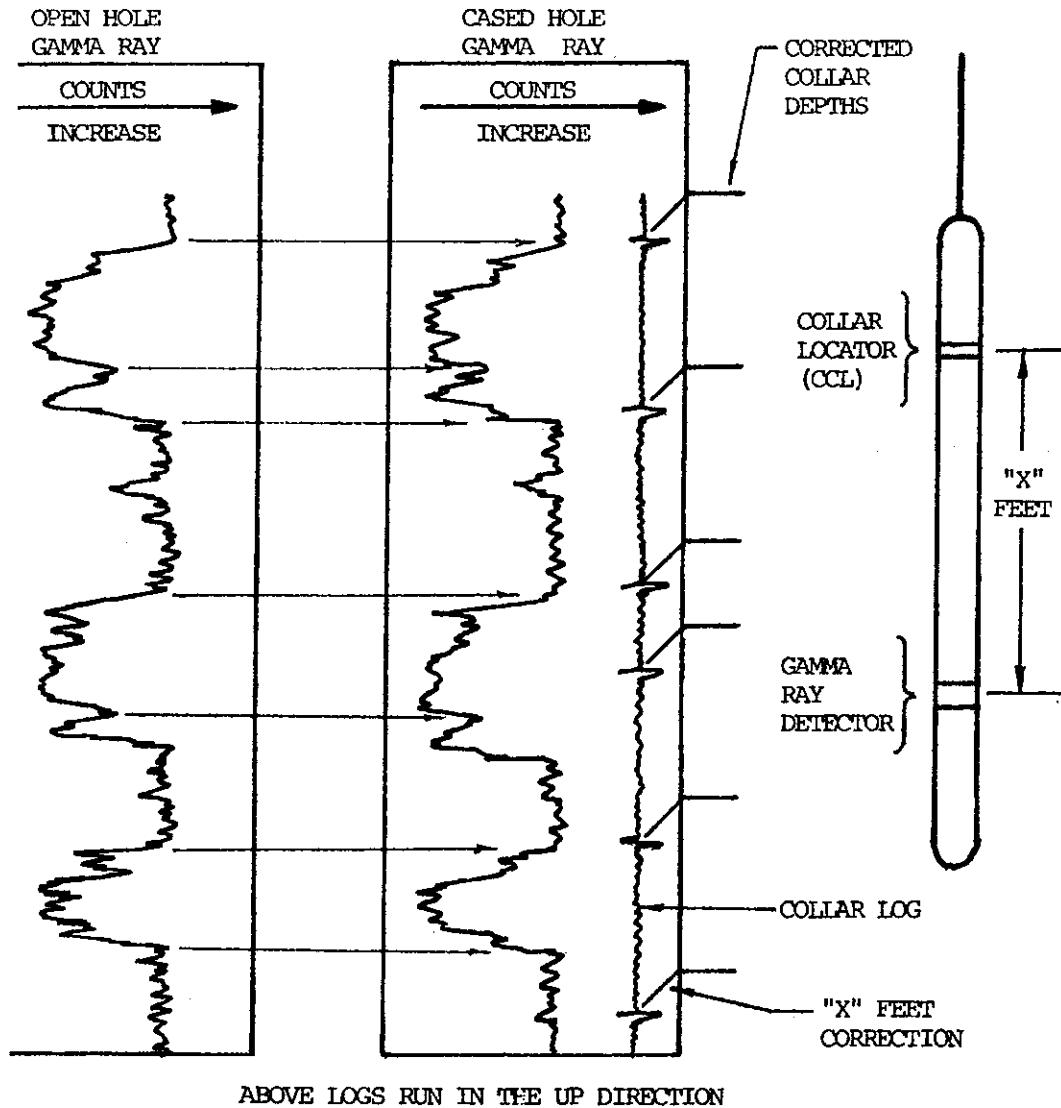 OPEN HOLE
GAMMA RAY
COUNTS
INCREASE
CASED HOLE
GAMMA RAY
COUNTS
INCREASE
CORRECTED
COLLAR
DEPTHS
COLLAR
LOCATOR
(CCL)
"X"
FEET
GAMMA
RAY
DETECTOR
COLLAR LOG
"X" FEET
CORRECTION
ABOVE LOGS RUN IN THE UP DIRECTION